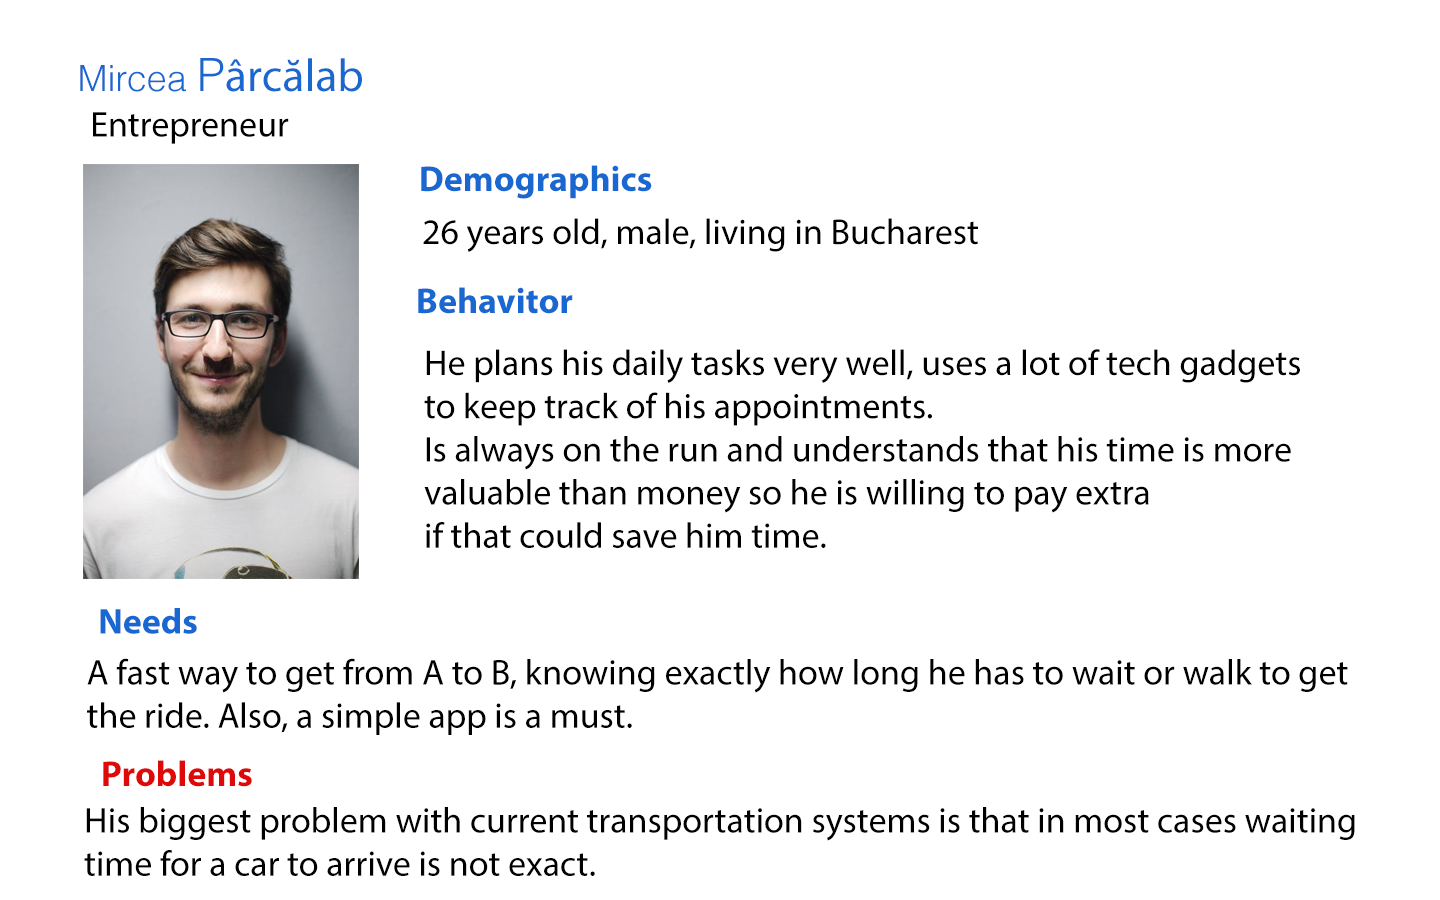 Mircea Pârcălab
Entrepreneur
Demographics
26 years old, male, living in Bucharest
Behavitor
He plans his daily tasks very well, uses a lot of tech gadgets
to keep track of his appointments.
Is always on the run and understands that his time is more
valuable than money so he is willing to pay extra
if that could save him time.
Needs
A fast way to get from A to B, knowing exactly how long he has to wait or walk to get
the ride. Also, a simple app is a must.
Problems
His biggest problem with current transportation systems is that in most cases waiting
time for a car to arrive is not exact.